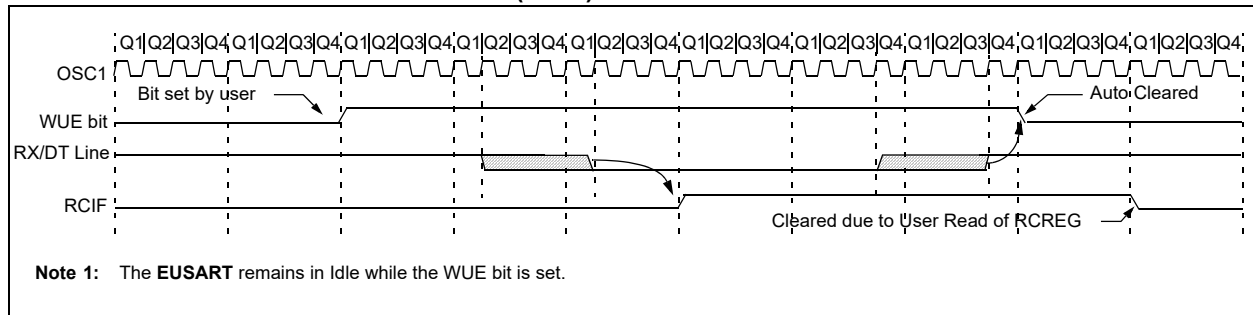 Q1 Q2 Q3 Q4 Q1 Q2 Q3 Q4 Q1 Q2 Q3 Q4 Q1 Q2 Q3 Q4 Q1 Q2 Q3 Q4 Q1 Q2 Q3 Q4 Q1 Q2 Q3 Q4 Q1 Q2 Q3 Q4 Q1 Q2 Q3 Q4 Q1 Q2 Q3 Q4
OSC1
Bit set by user Auto Cleared
WUE bit
RX/DT Line
RCIF
Cleared due to User Read of RCREG
Note 1: The EUSART remains in Idle while the WUE bit is set.